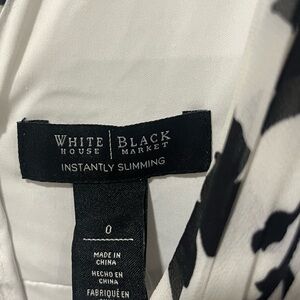 WHITE | BLACK
HOUSE | MARKET
INSTANTLY SLIMMING
0
MADE IN
CHINA
HECHO EN
CHINA
FABRIQUÉ EN